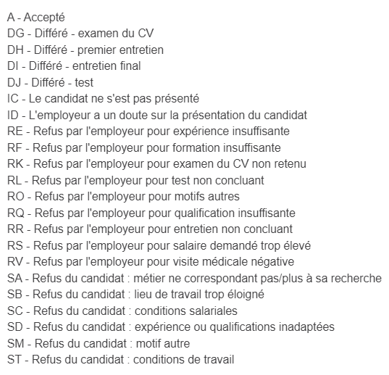 A - Accepté
DG - Différé - examen du CV
DH - Différé - premier entretien
DI - Différé - entretien final
DJ - Différé - test
IC - Le candidat ne s'est pas présenté
ID - L'employeur a un doute sur la présentation du candidat
RE - Refus par l'employeur pour expérience insuffisante
RF - Refus par l'employeur pour formation insuffisante
RK - Refus par l'employeur pour examen du CV non retenu
RL - Refus par l'employeur pour test non concluant
RO - Refus par l'employeur pour motifs autres
RQ - Refus par l'employeur pour qualification insuffisante
RR - Refus par l'employeur pour entretien non concluant
RS - Refus par l'employeur pour salaire demandé trop élevé
RV - Refus par l'employeur pour visite médicale négative
SA - Refus du candidat : métier ne correspondant pas/plus à sa recherche
SB - Refus du candidat : lieu de travail trop éloigné
SC - Refus du candidat : conditions salariales
SD - Refus du candidat : expérience ou qualifications inadaptées
SM - Refus du candidat : motif autre
ST - Refus du candidat : conditions de travail